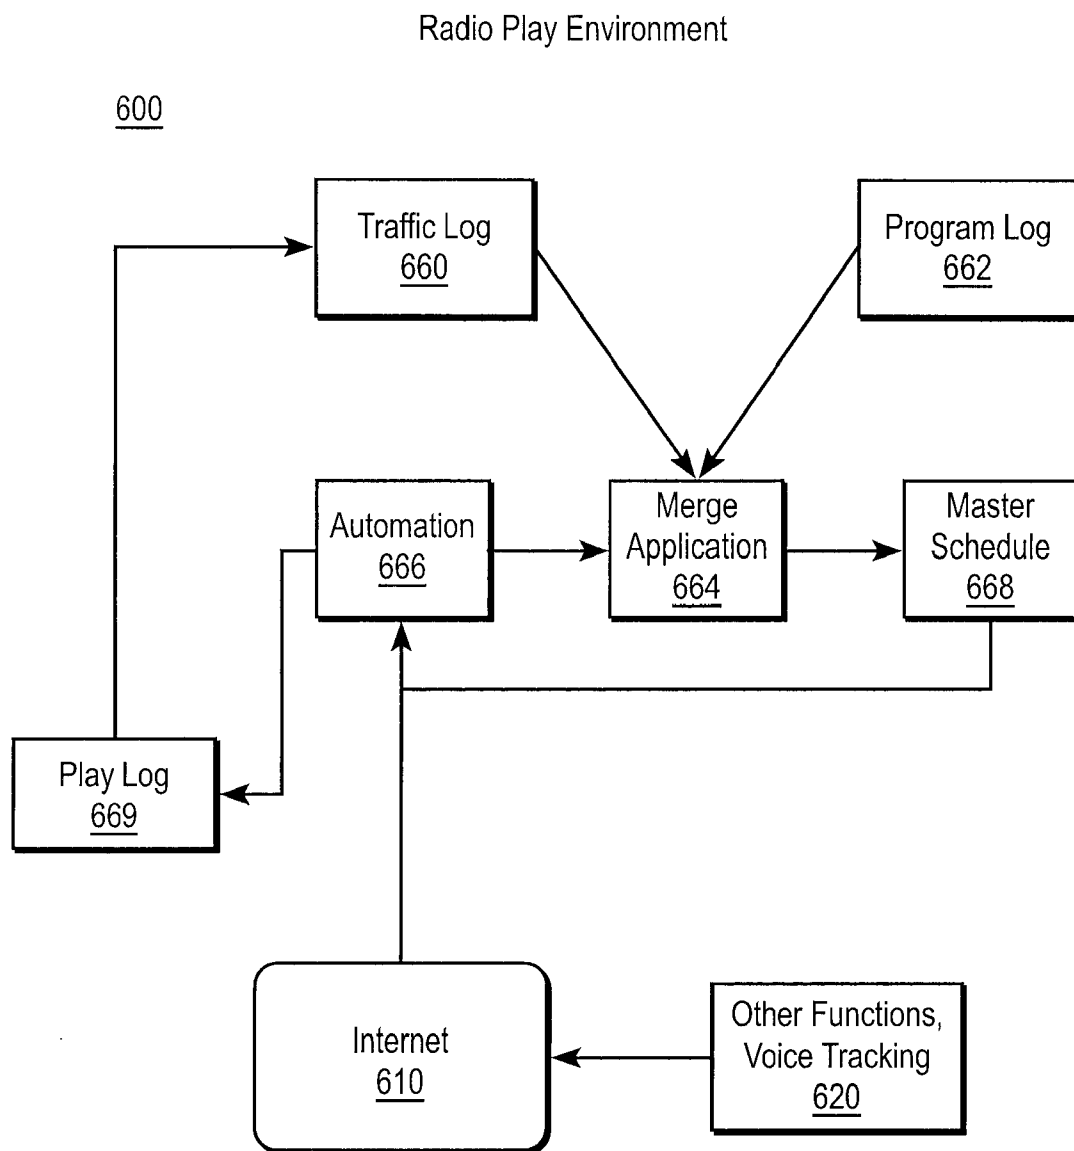 Radio Play Environment
600
Traffic Log
660
Program Log
662
Automation
666
Merge
Application
664
Master
Schedule
668
Play Log
669
Internet
610
Other Functions,
Voice Tracking
620